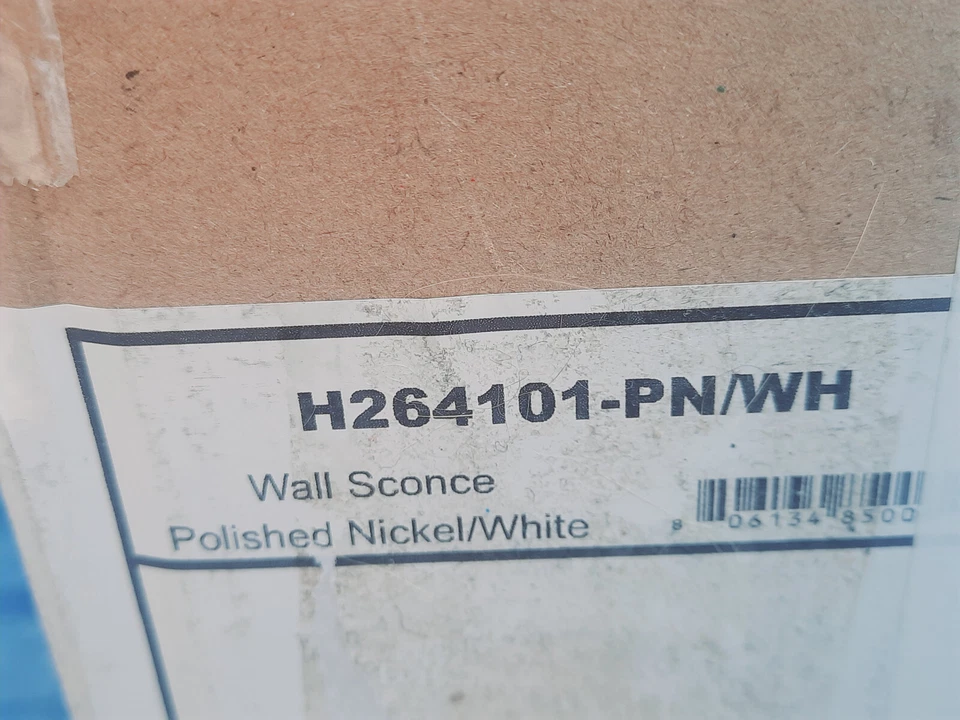 H264101-PN/WH
Wall Sconce
Polished Nickel/White
8 06134 8500